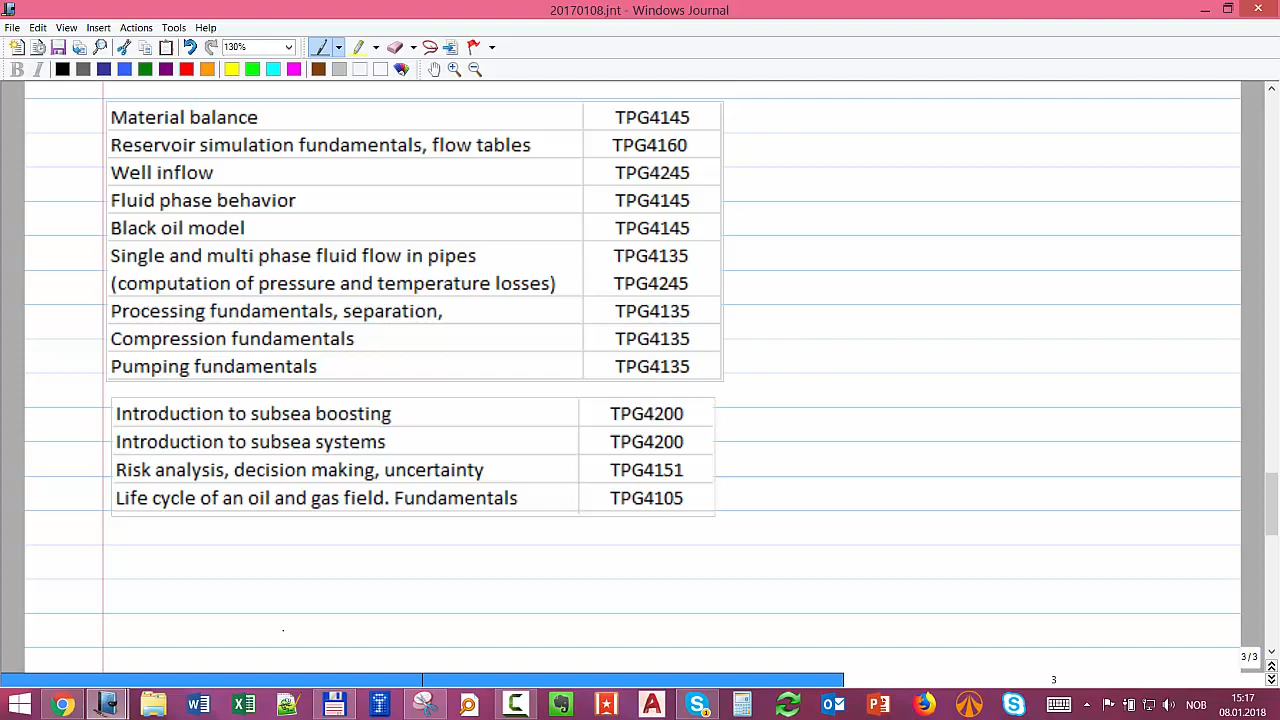 20170108.jnt - Windows Journal
File Edit View Insert Actions Tools Help
130%
B I
Material balance TPG4145
Reservoir simulation fundamentals, flow tables TPG4160
Well inflow TPG4245
Fluid phase behavior TPG4145
Black oil model TPG4145
Single and multi phase fluid flow in pipes TPG4135
(computation of pressure and temperature losses) TPG4245
Processing fundamentals, separation, TPG4135
Compression fundamentals TPG4135
Pumping fundamentals TPG4135
Introduction to subsea boosting TPG4200
Introduction to subsea systems TPG4200
Risk analysis, decision making, uncertainty TPG4151
Life cycle of an oil and gas field. Fundamentals TPG4105
3/3
3
NOB
15:17
08.01.2018